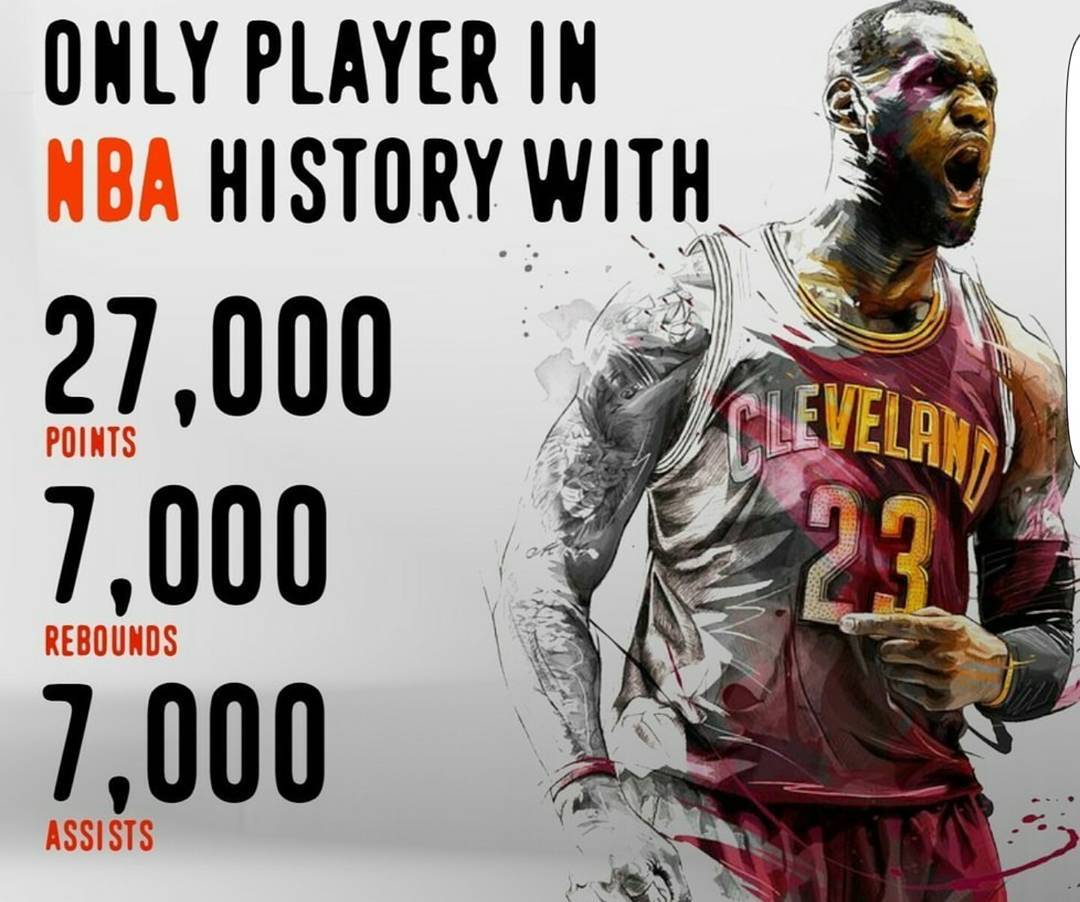 ONLY PLAYER IN
NBA HISTORY WITH
27,000
POINTS
7,000
REBOUNDS
7,000
ASSISTS
CLEVELAND
23